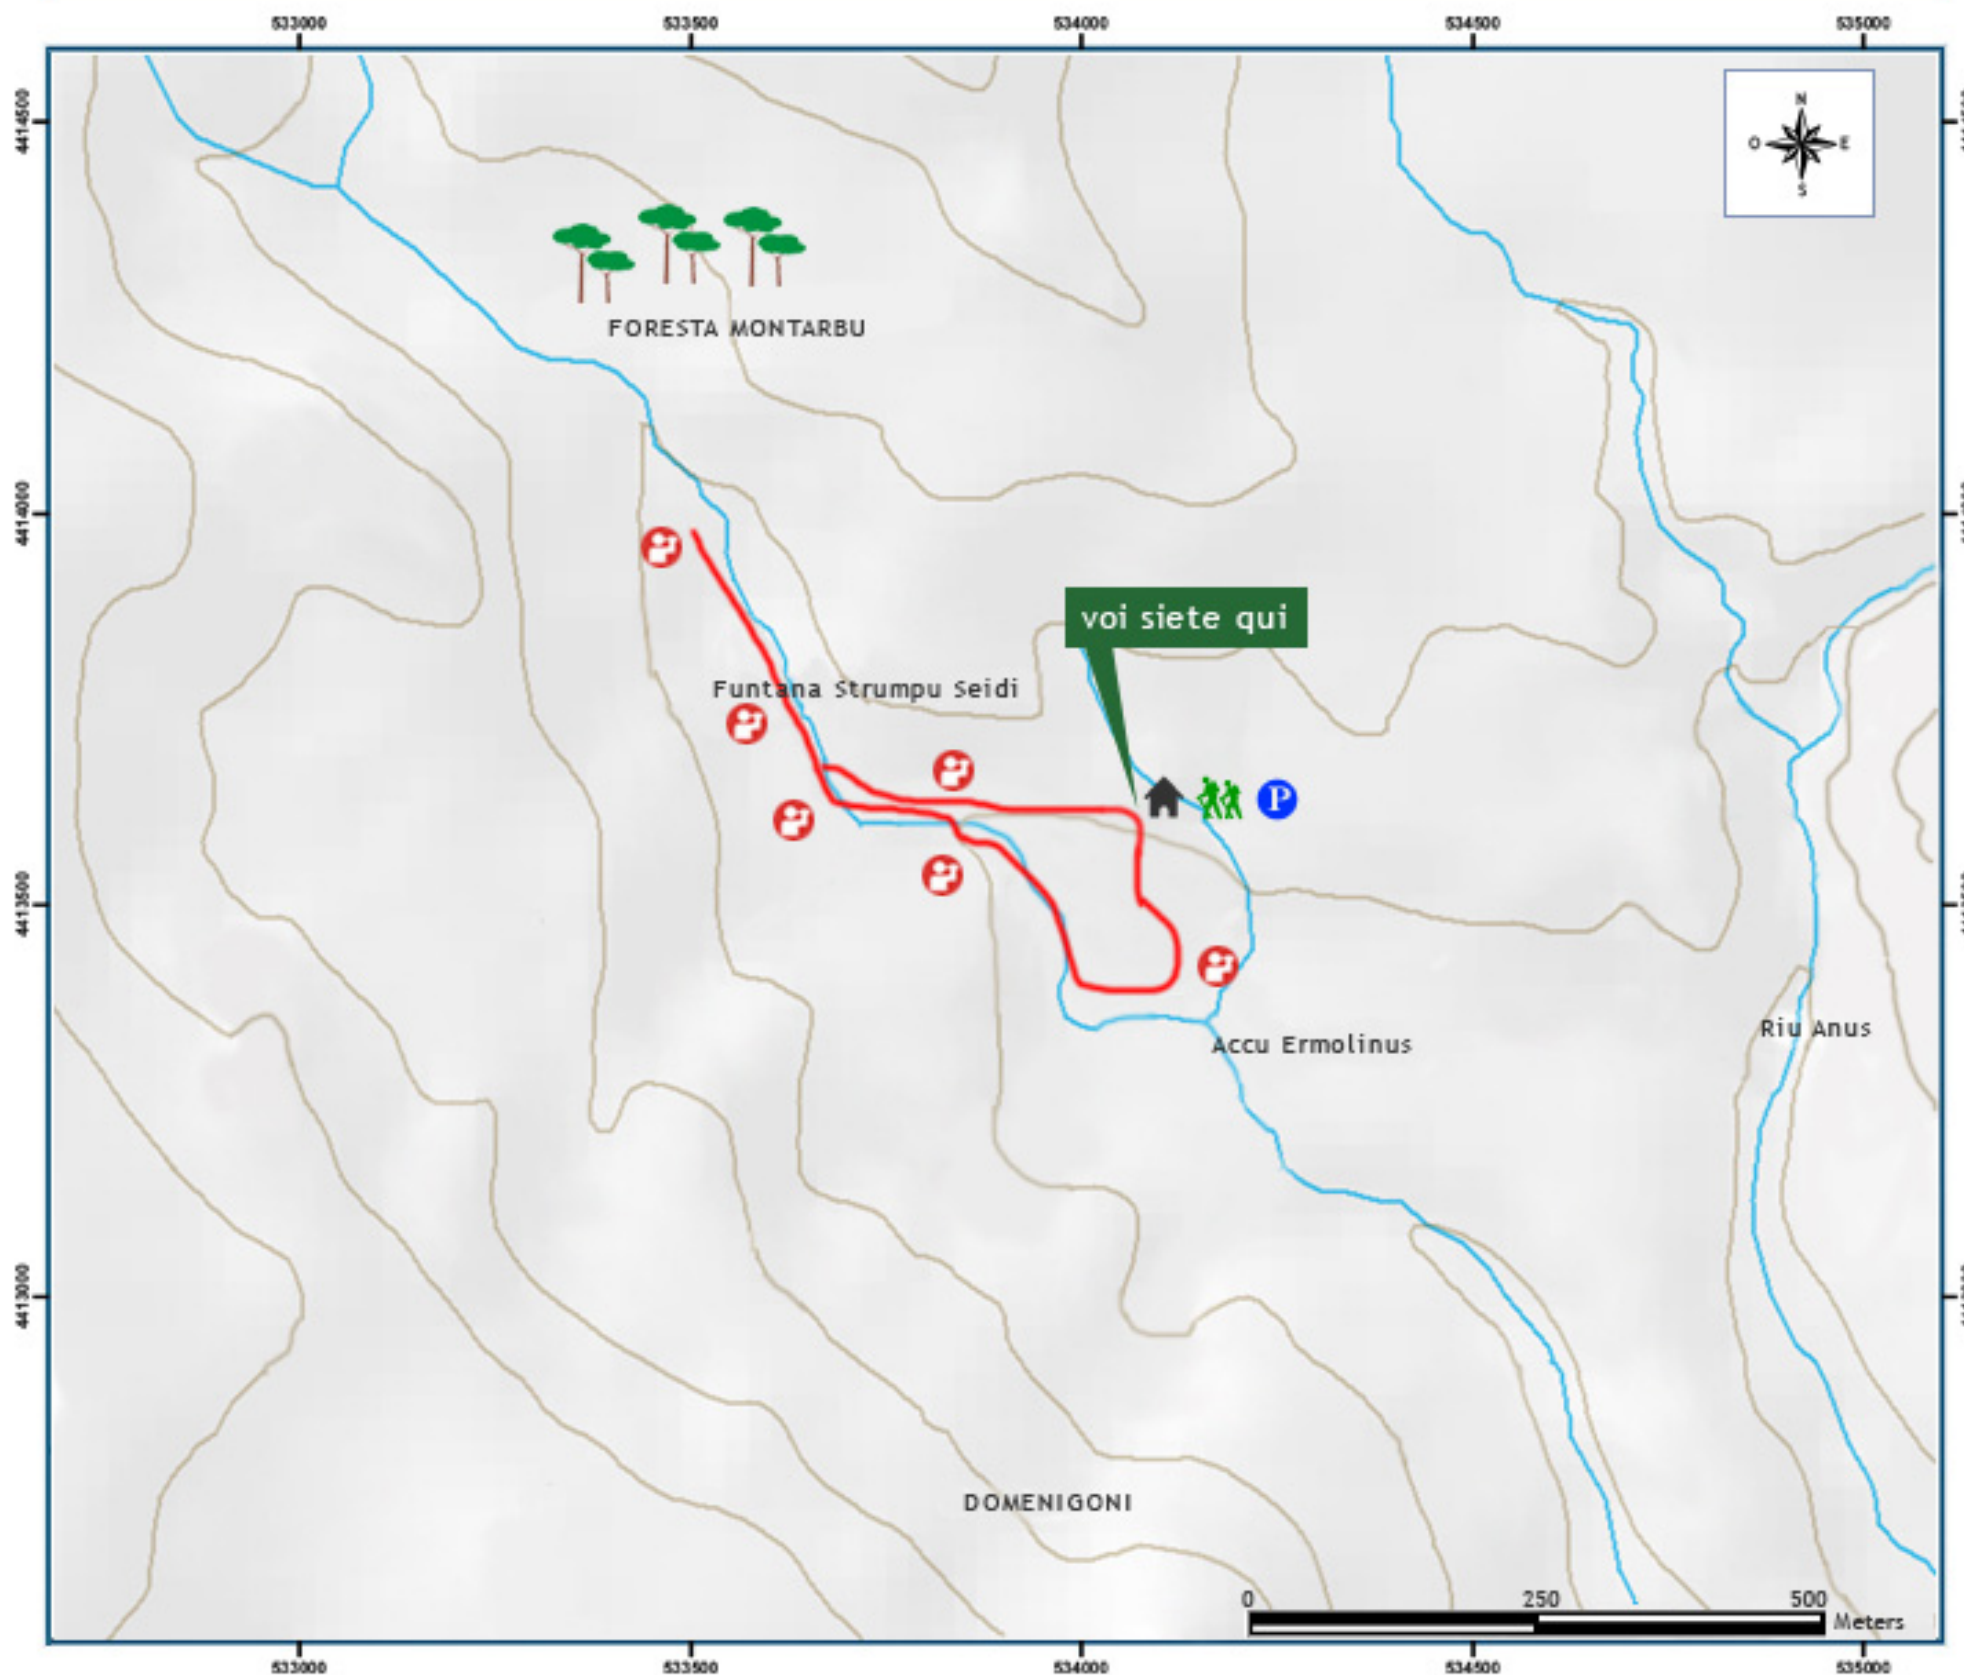 533000 533500 534000 534500 535000
4414500
N
O E
S
FORESTA MONTARBU
4414000
voi siete qui
Funtana Strumpu Seidi
P
4413500
Riu Anus
Accu Ermolinus
4413000
DOMENIGONI
0 250 500
Meters
533000 533500 534000 534500 535000